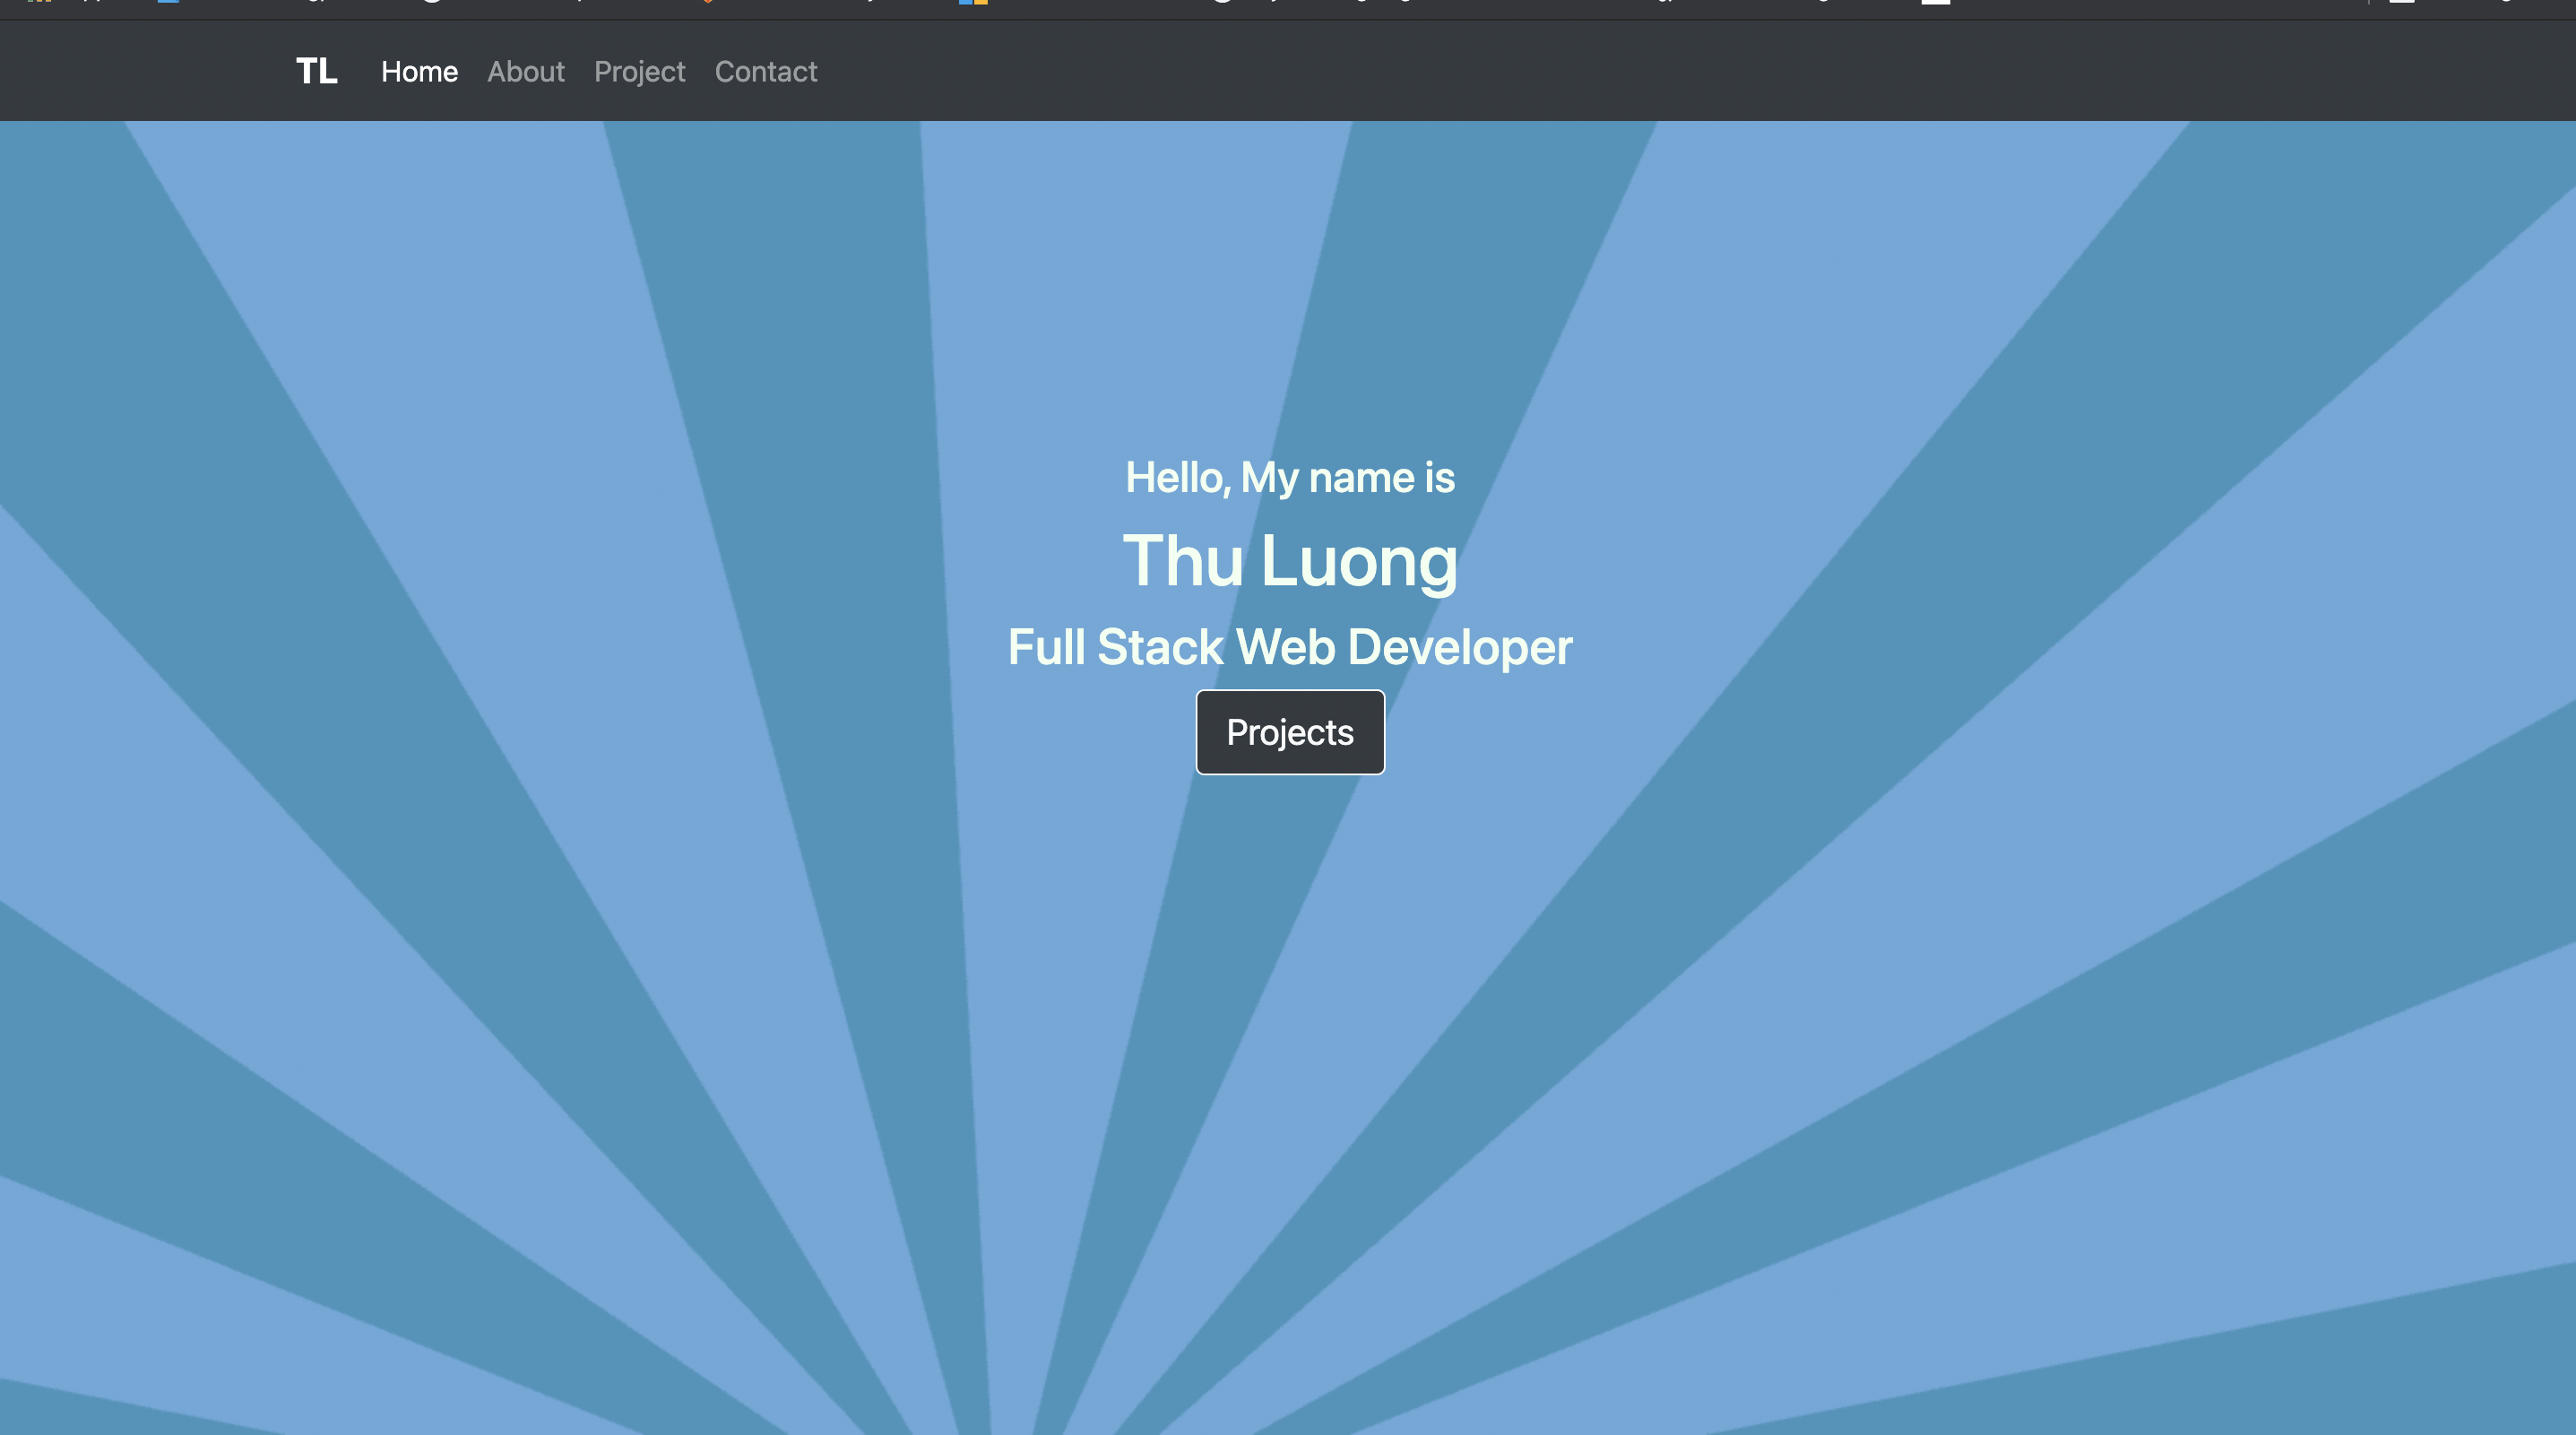 TL Home About Project Contact
Hello, My name is
Thu Luong
Full Stack Web Developer
Projects